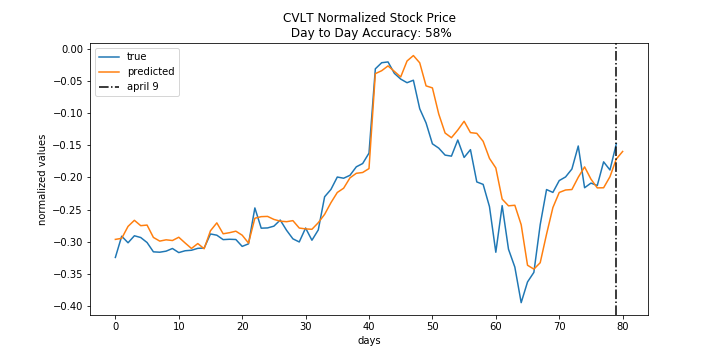 CVLT Normalized Stock Price
Day to Day Accuracy: 58%
true
predicted
april 9
normalized values
0.00
−0.05
−0.10
−0.15
−0.20
−0.25
−0.30
−0.35
−0.40
0 10 20 30 40 50 60 70 80
days